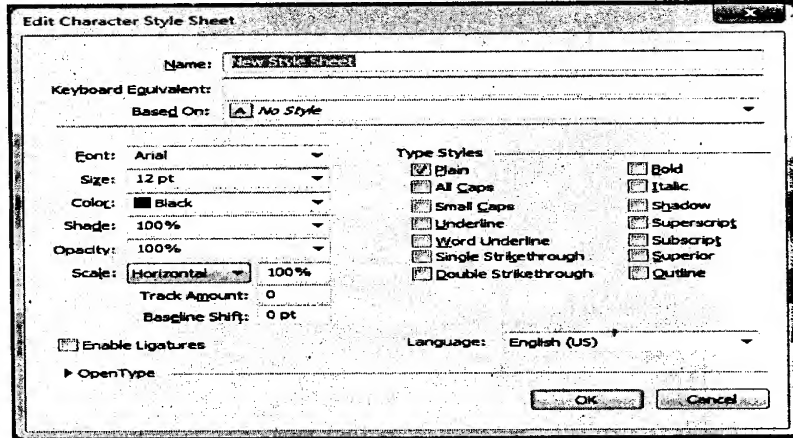 Edit Character Style Sheet
Name: New Style Sheet
Keyboard Equivalent:
Based On: A No Style
Font: Arial
Size: 12 pt
Color: Black
Shade: 100%
Opacity: 100%
Scale: Horizontal 100%
Track Amount: 0
Baseline Shift: 0 pt
Enable Ligatures
OpenType
Type Styles
Plain Bold
All Caps Italic
Small Caps Shadow
Underline Superscript
Word Underline Subscript
Single Strikethrough Superior
Double Strikethrough Outline
Language: English (US)
OK Cancel